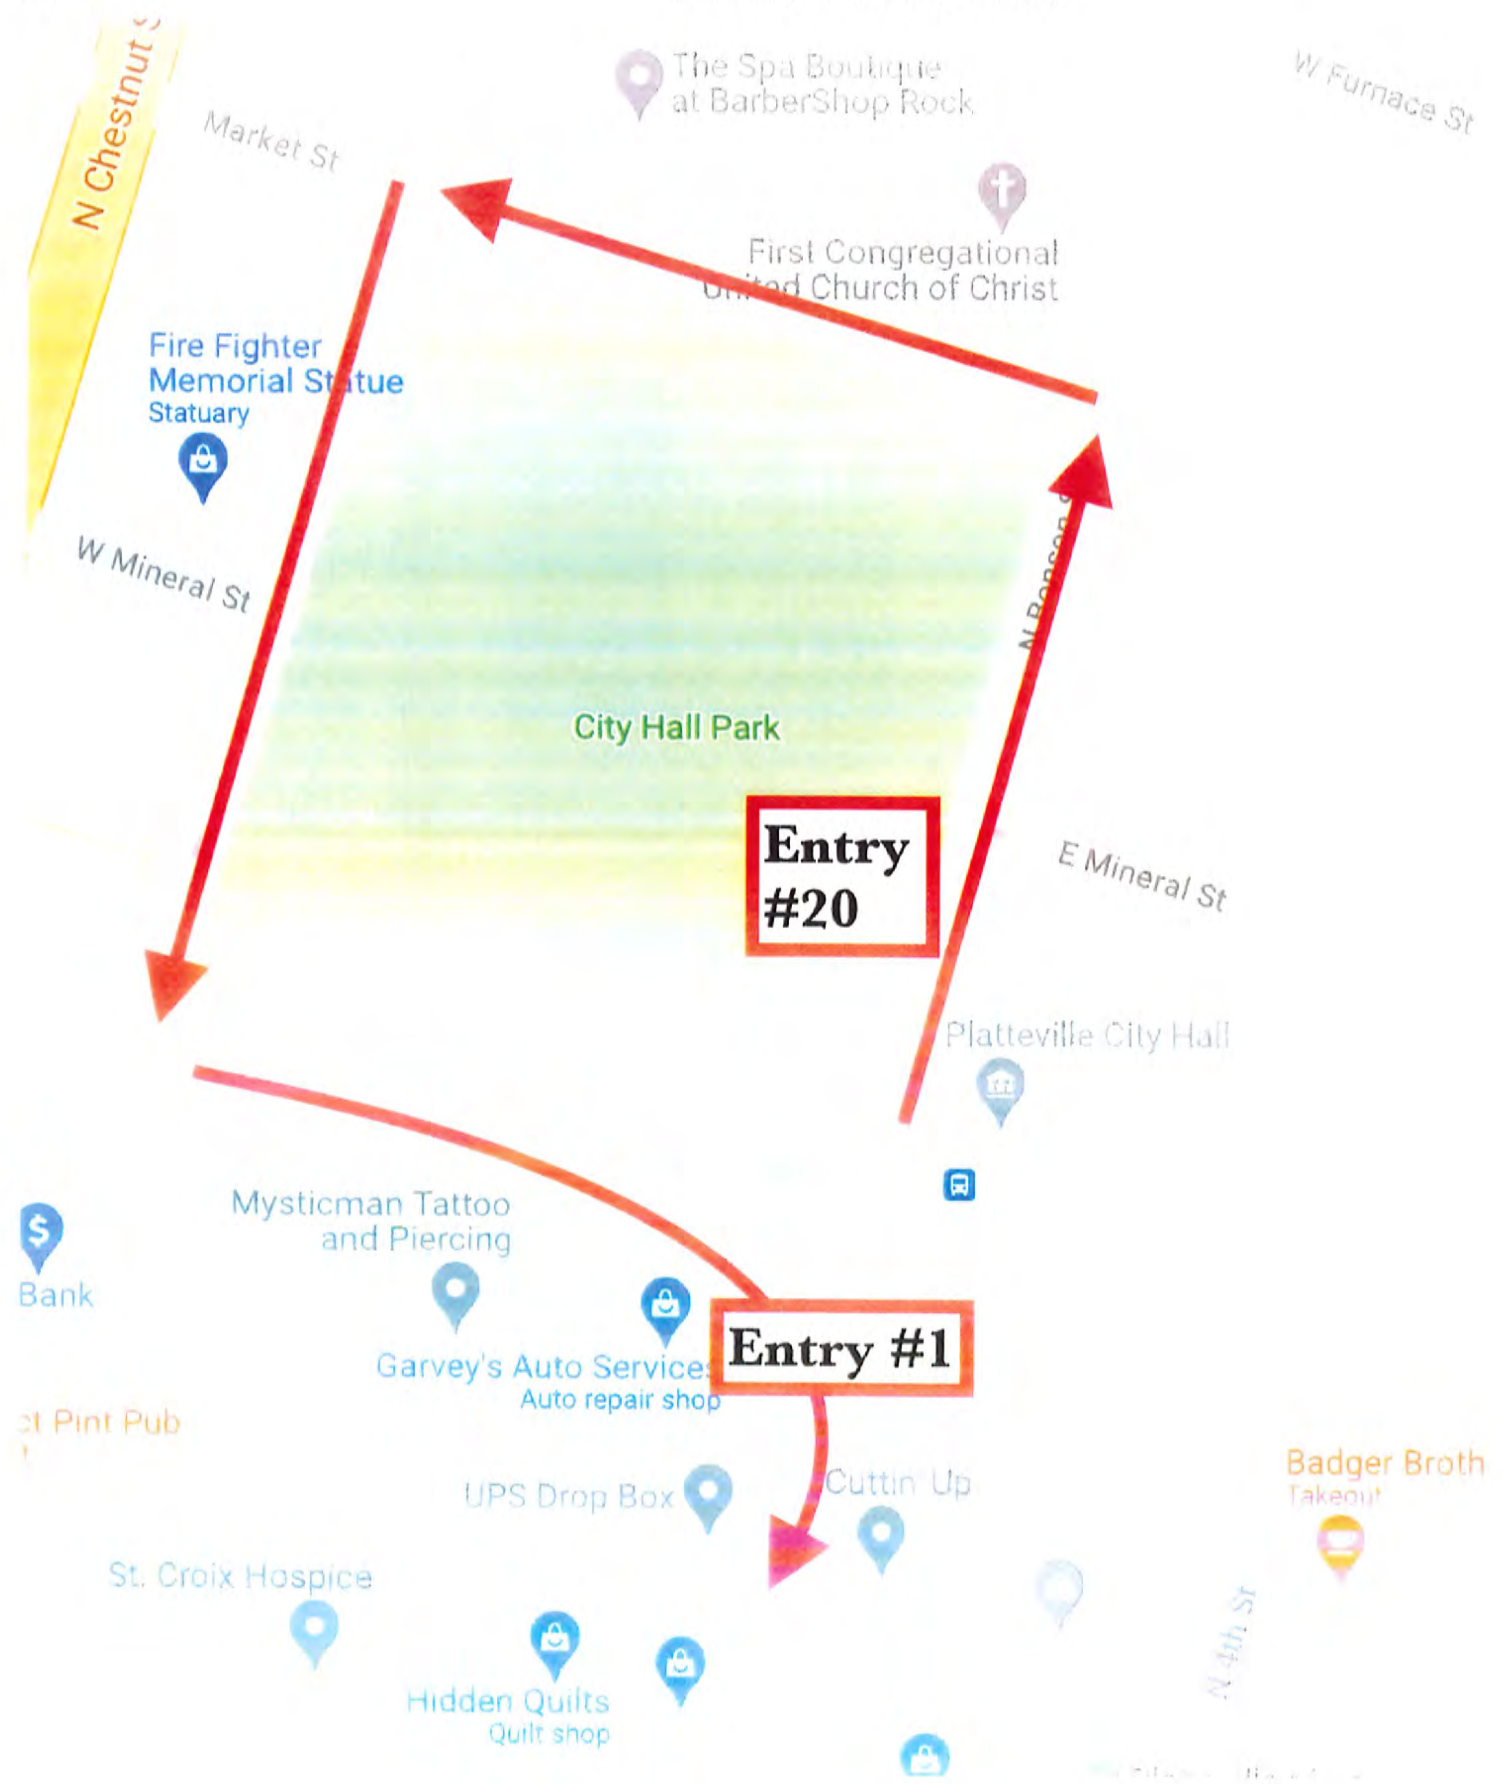 N Chestnut S
Market St
The Spa Boutique
at BarberShop Rock
W Furnace St
First Congregational
United Church of Christ
Fire Fighter
Memorial Statue
Statuary
W Mineral St
N Bonson S
City Hall Park
Entry
#20
E Mineral St
Platteville City Hall
Mysticman Tattoo
and Piercing
$
Bank
Garvey's Auto Services
Auto repair shop
Entry #1
ct Pint Pub
UPS Drop Box
Cuttin' Up
Badger Broth
Takeout
St. Croix Hospice
N 4th St
Hidden Quilts
Quilt shop